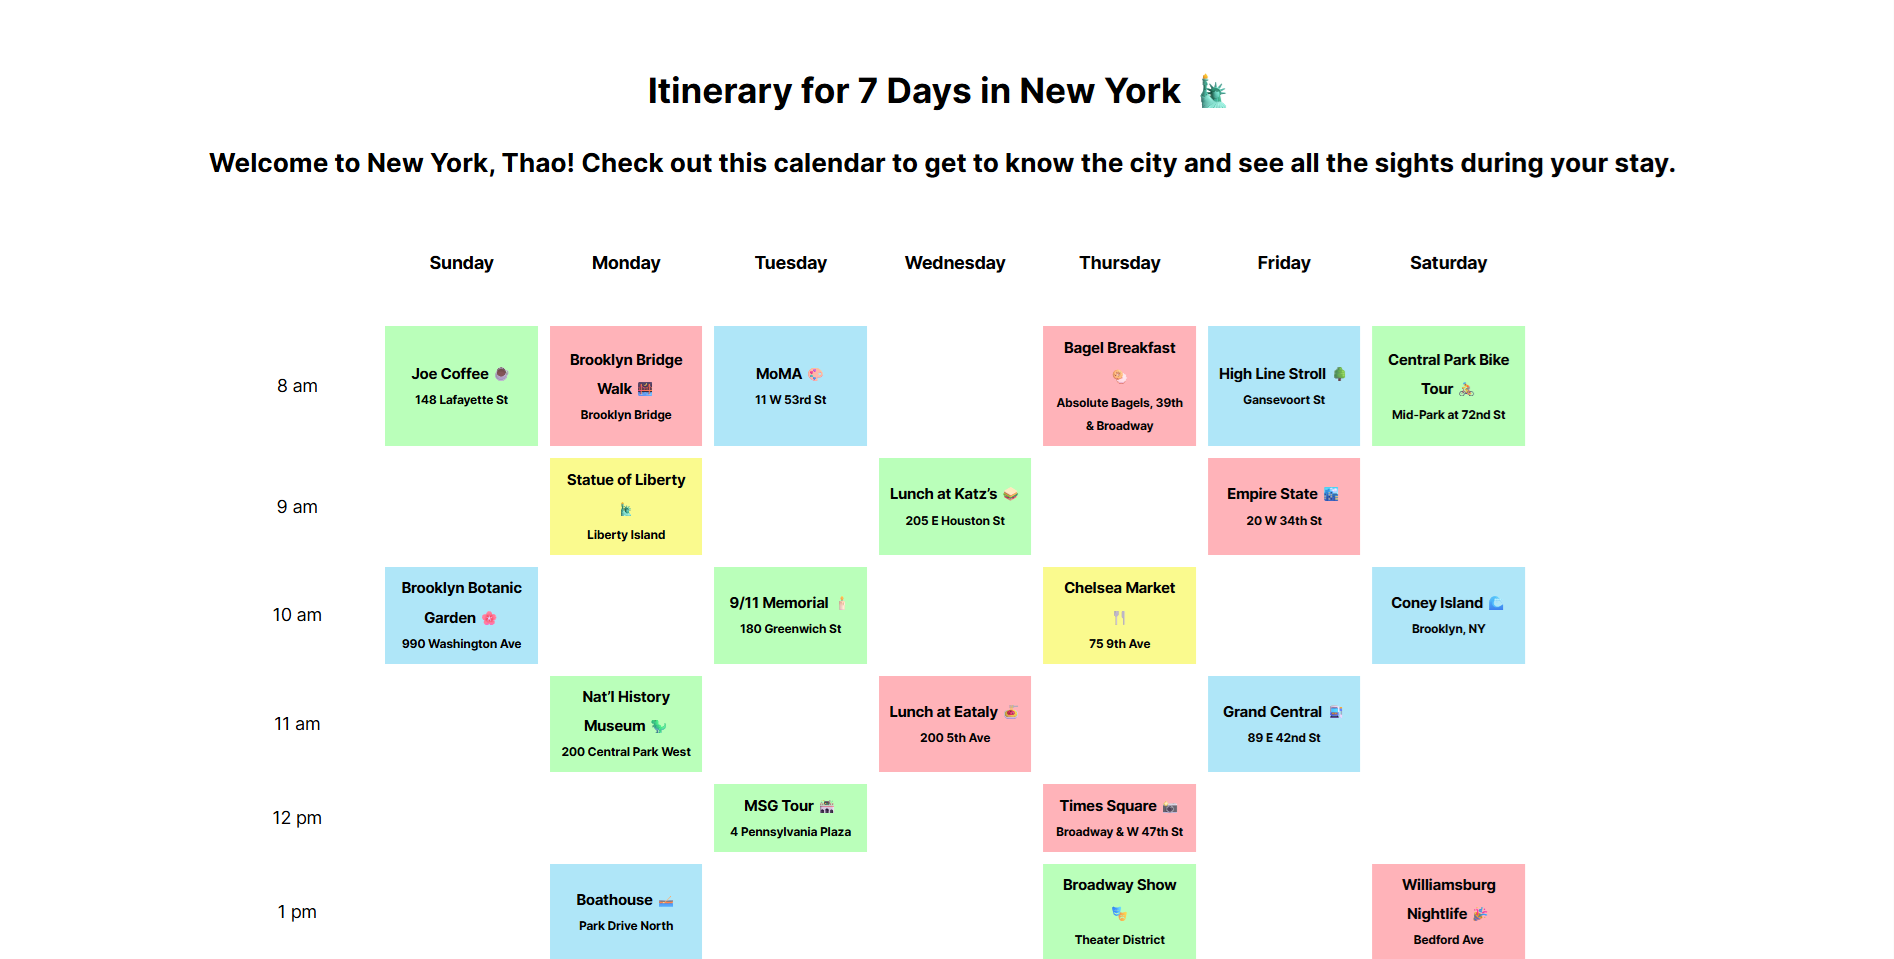 Itinerary for 7 Days in New York 🗽
Welcome to New York, Thao! Check out this calendar to get to know the city and see all the sights during your stay.
Sunday
Monday
Tuesday
Wednesday
Thursday
Friday
Saturday
8 am
Joe Coffee
148 Lafayette St
Brooklyn Bridge
Walk
Brooklyn Bridge
MoMA 🎨
11 W 53rd St
Bagel Breakfast
🥯
Absolute Bagels, 39th
& Broadway
High Line Stroll 🌳
Gansevoort St
Central Park Bike
Tour 🚴
Mid-Park at 72nd St
9 am
Statue of Liberty
🗽
Liberty Island
Lunch at Katz’s 🥪
205 E Houston St
Empire State 🏙️
20 W 34th St
10 am
Brooklyn Botanic
Garden 🌸
990 Washington Ave
9/11 Memorial 🕯️
180 Greenwich St
Chelsea Market
🍴
75 9th Ave
Coney Island 🌊
Brooklyn, NY
11 am
Nat’l History
Museum 🦖
200 Central Park West
Lunch at Eataly 🍝
200 5th Ave
Grand Central 🚉
89 E 42nd St
12 pm
MSG Tour
4 Pennsylvania Plaza
Times Square 📸
Broadway & W 47th St
1 pm
Boathouse 🚣
Park Drive North
Broadway Show
🎭
Theater District
Williamsburg
Nightlife 🎉
Bedford Ave